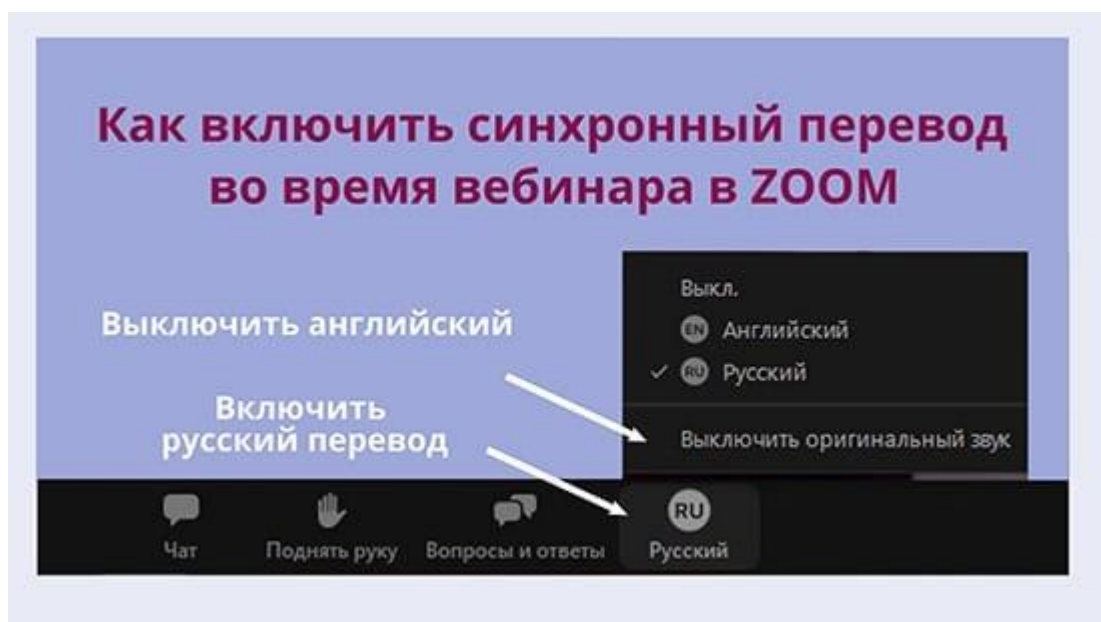 Как включить синхронный перевод
во время вебинара в ZOOM
Выключить английский
Включить
русский перевод
Выкл.
EN Английский
RU Русский
Выключить оригинальный звук
RU
Чат
Поднять руку
Вопросы и ответы
Русский